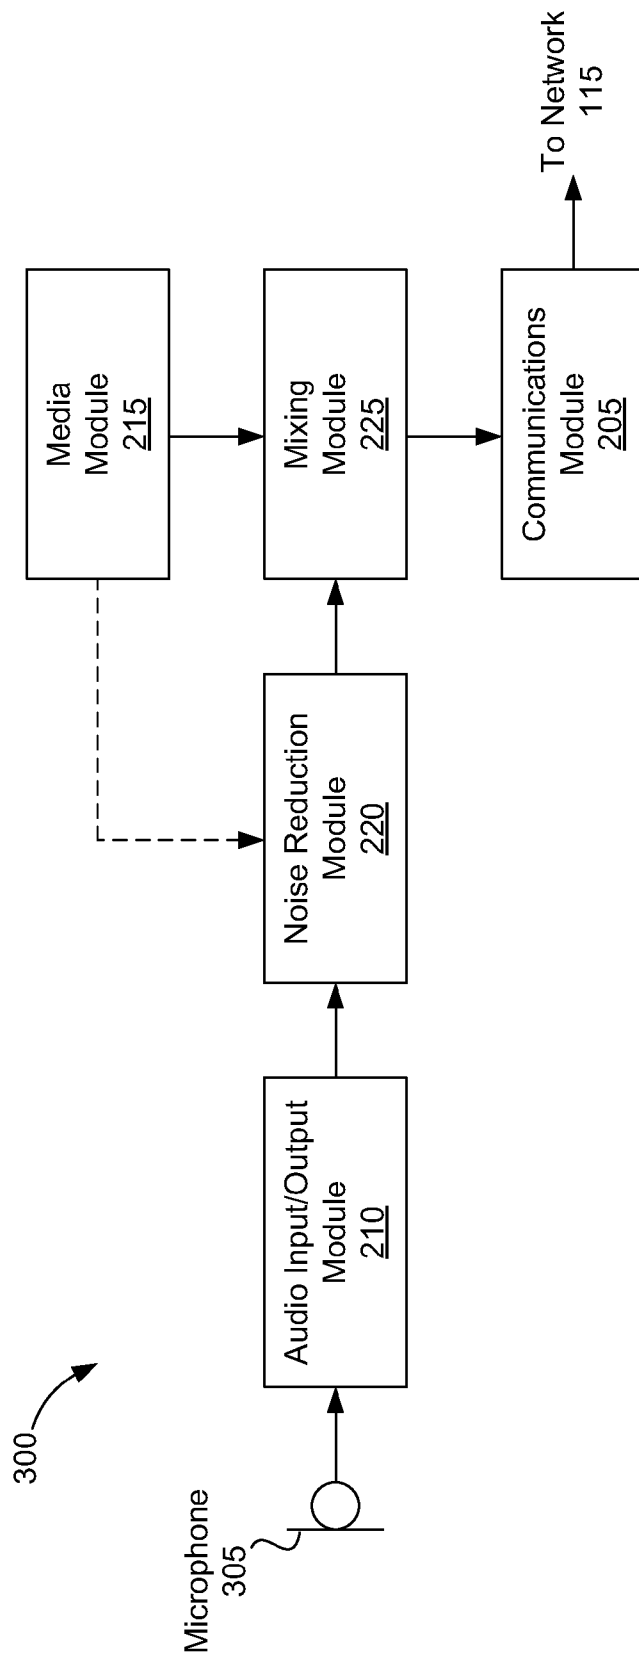 300
Microphone
305
Audio Input/Output
Module
210
Noise Reduction
Module
220
Media
Module
215
Mixing
Module
225
Communications
Module
205
To Network
115